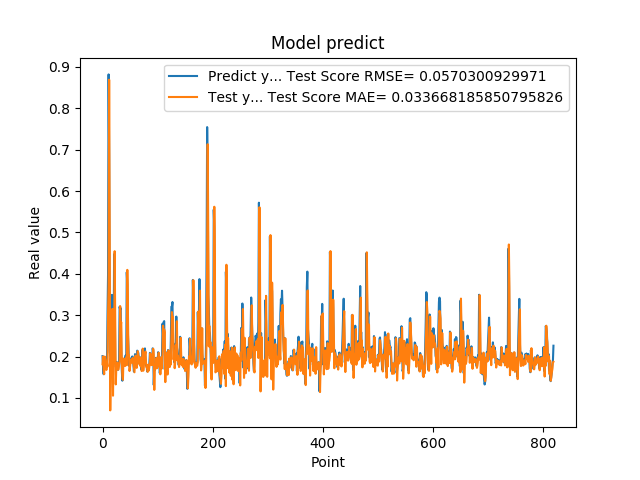 Model predict
Predict y... Test Score RMSE= 0.0570300929971
Test y... Test Score MAE= 0.033668185850795826
0.9
0.8
0.7
0.6
0.5
0.4
0.3
0.2
0.1
Real value
0 200 400 600 800
Point